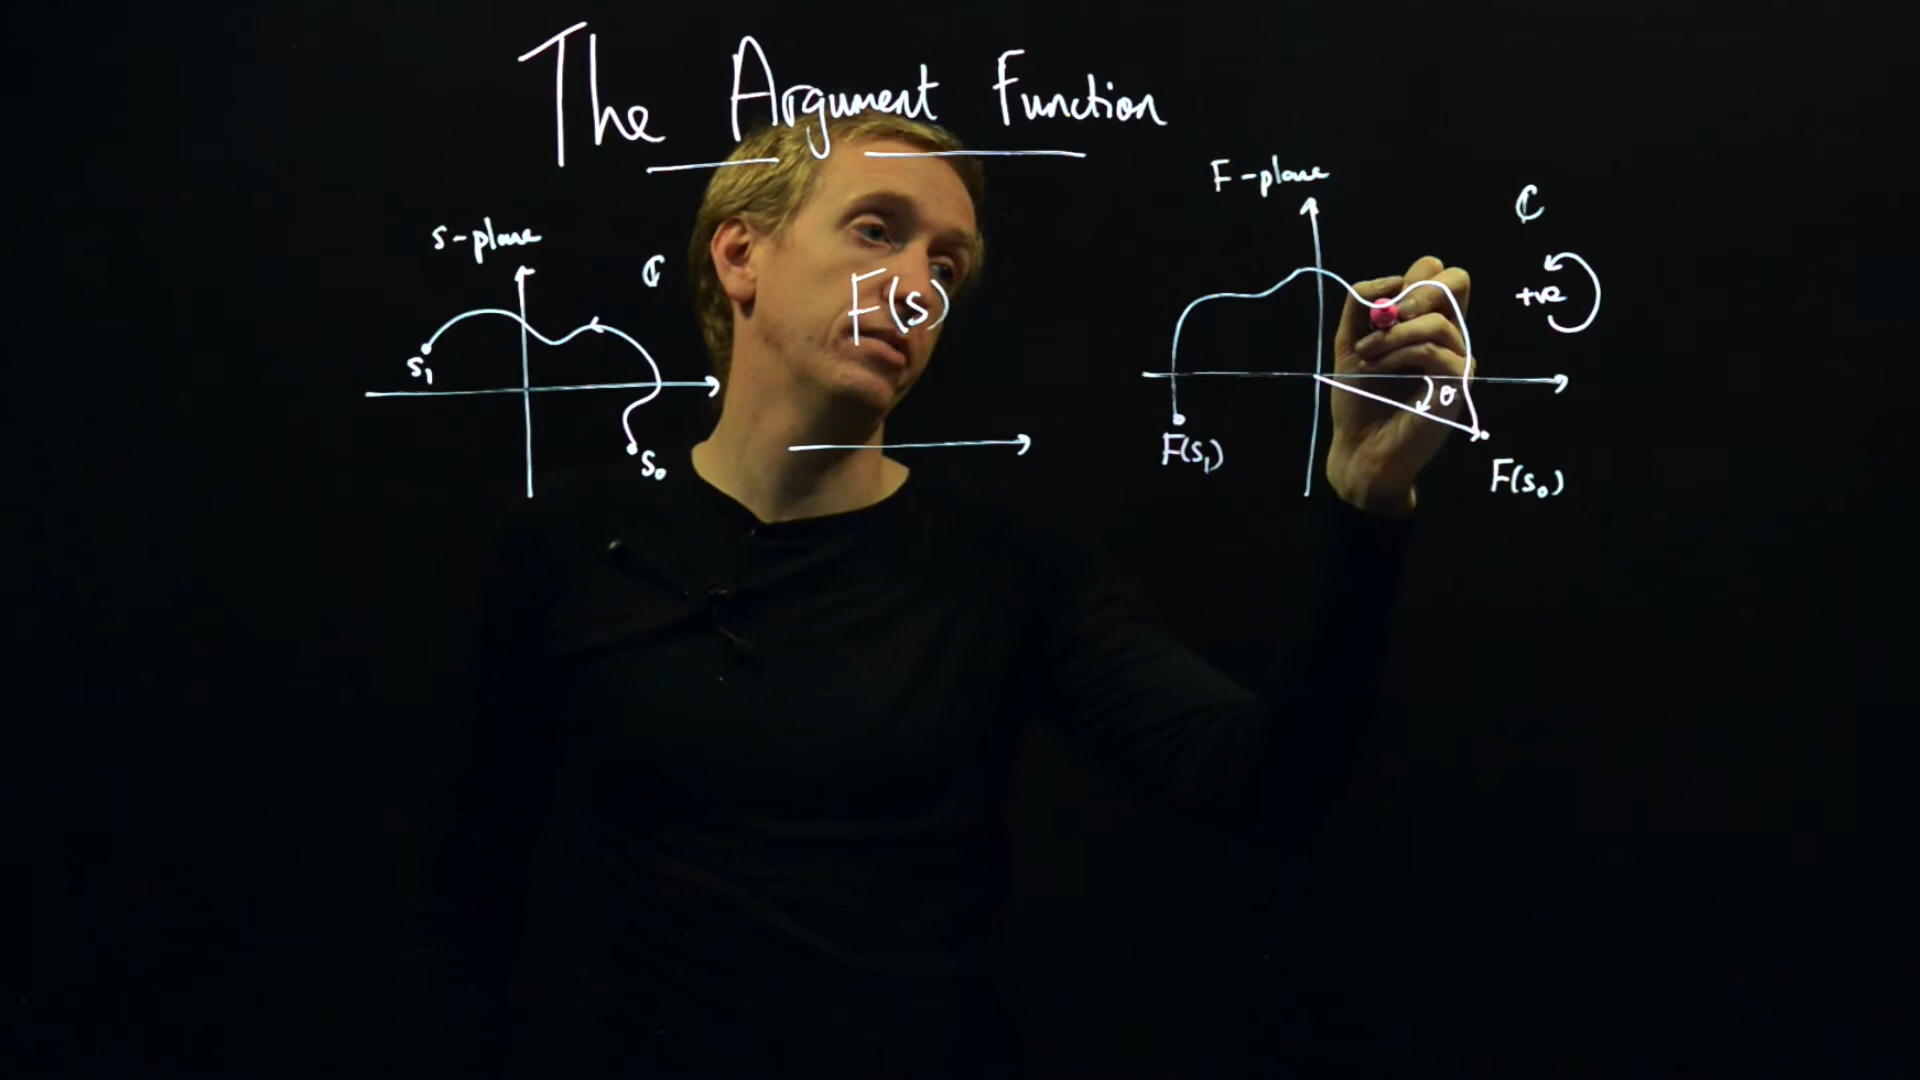 The Argument Function
s-plane
ℂ
s₁
s₀
F(s)
F-plane
ℂ
+ve
θ
F(s₁)
F(s₀)